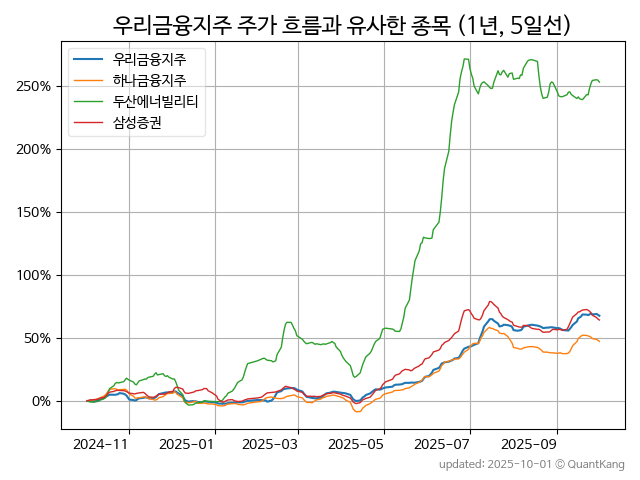 우리금융지주 주가 흐름과 유사한 종목 (1년, 5일선)
우리금융지주
하나금융지주
두산에너빌리티
삼성증권
250%
200%
150%
100%
50%
0%
2024-11 2025-01 2025-03 2025-05 2025-07 2025-09
updated: 2025-10-01 © QuantKang